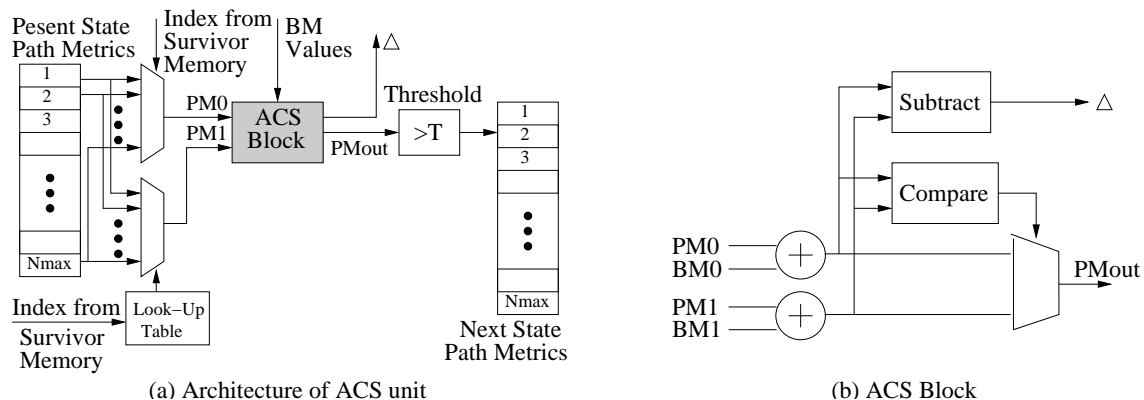 Pesent State
Path Metrics
1
2
3
Nmax
Index from
Survivor
Memory
BM
Values
△
PM0
PM1
ACS
Block
PMout
Threshold
>T
1
2
3
Nmax
Next State
Path Metrics
Index from
Survivor
Memory
Look–Up
Table
(a) Architecture of ACS unit
Subtract
△
Compare
PM0
BM0
+
PM1
BM1
+
PMout
(b) ACS Block